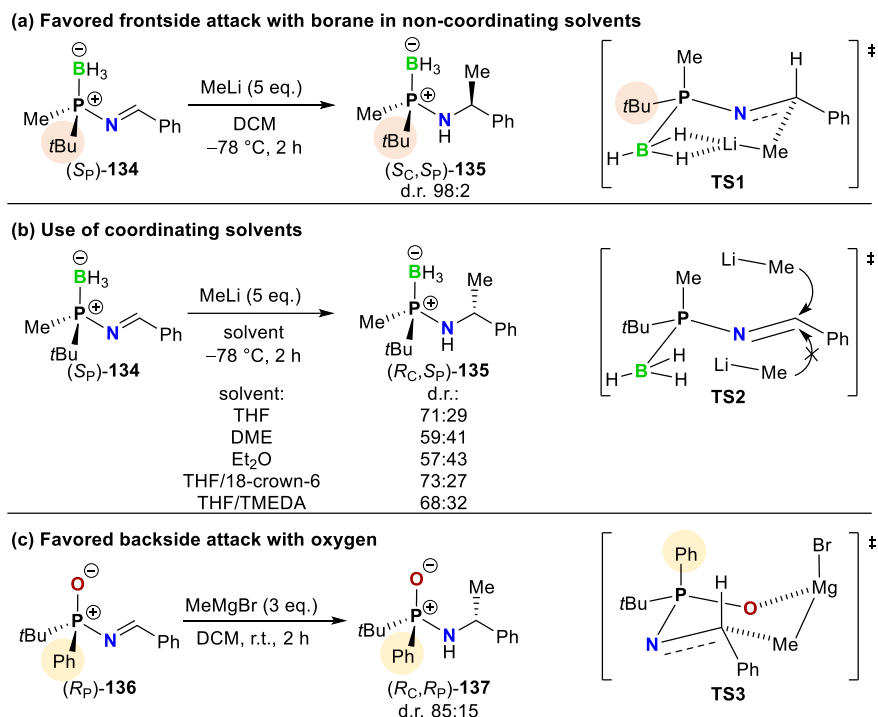 (a) Favored frontside attack with borane in non-coordinating solvents
⊖
BH3
Me
P ⊕
N
Ph
tBu
(SP)-134
MeLi (5 eq.)
DCM
–78 °C, 2 h
⊖
BH3
Me
P ⊕
Me
N
H
Ph
tBu
(SC,SP)-135
d.r. 98:2
‡
Me
H
tBu
P
N
Ph
H
H B H
Li
Me
TS1
(b) Use of coordinating solvents
⊖
BH3
Me
P ⊕
N
Ph
tBu
(SP)-134
MeLi (5 eq.)
solvent
–78 °C, 2 h
⊖
BH3
Me
P ⊕
Me
N
H
Ph
tBu
(RC,SP)-135
solvent: d.r.:
THF 71:29
DME 59:41
Et2O 57:43
THF/18-crown-6 73:27
THF/TMEDA 68:32
‡
Li
Me
Me
tBu
P
N
Ph
H
H B
H
Li
Me
TS2
(c) Favored backside attack with oxygen
O ⊖
P ⊕
tBu
N
Ph
Ph
(RP)-136
MeMgBr (3 eq.)
DCM, r.t., 2 h
O ⊖
Me
P ⊕
tBu
N
H
Ph
Ph
(RC,RP)-137
d.r. 85:15
‡
Ph
Br
H
Mg
tBu
P
O
N
Me
Ph
TS3